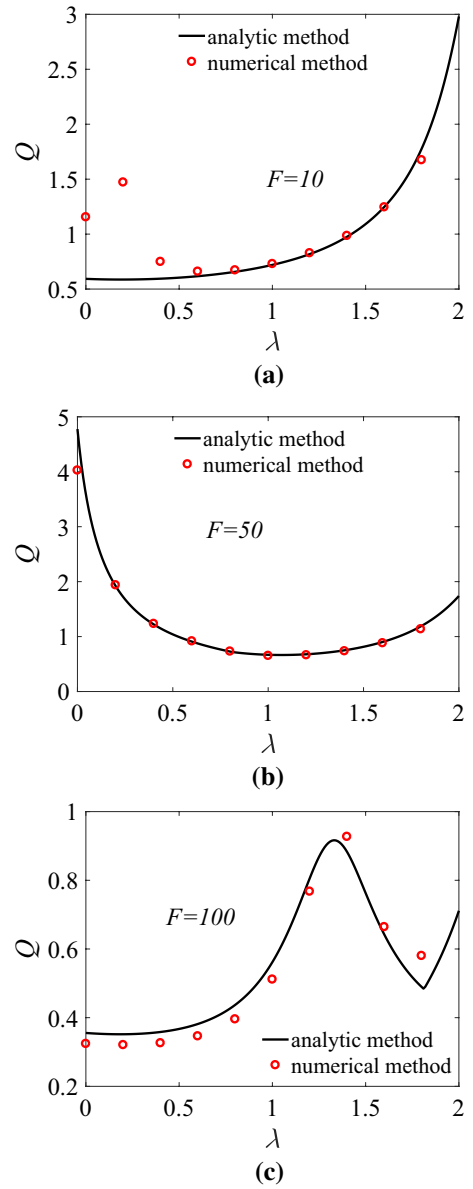 3
analytic method
numerical method
2.5
2
Q
1.5
F=10
1
0.5
0 0.5 1 1.5 2
λ
(a)
5
analytic method
numerical method
4
3
F=50
Q
2
1
0
0 0.5 1 1.5 2
λ
(b)
1
0.8
F=100
Q
0.6
0.4
analytic method
numerical method
0.2
0 0.5 1 1.5 2
λ
(c)